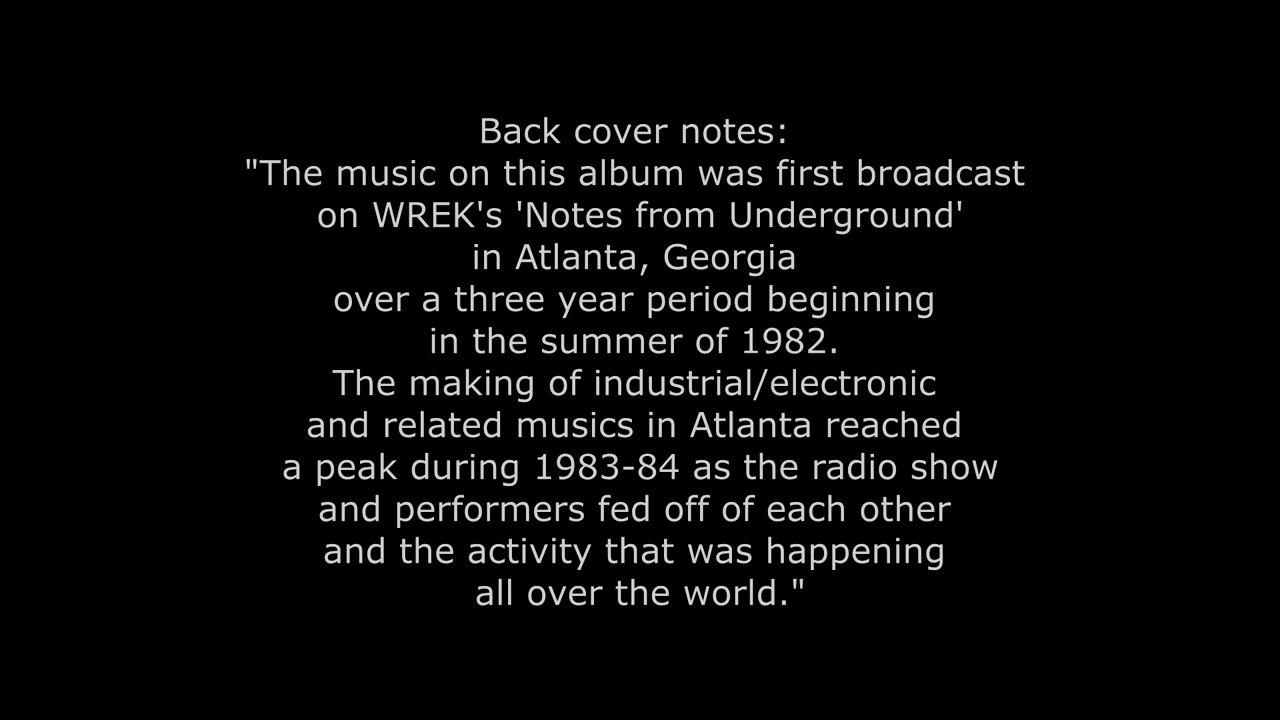 Back cover notes:
"The music on this album was first broadcast
on WREK's 'Notes from Underground'
in Atlanta, Georgia
over a three year period beginning
in the summer of 1982.
The making of industrial/electronic
and related musics in Atlanta reached
a peak during 1983-84 as the radio show
and performers fed off of each other
and the activity that was happening
all over the world."